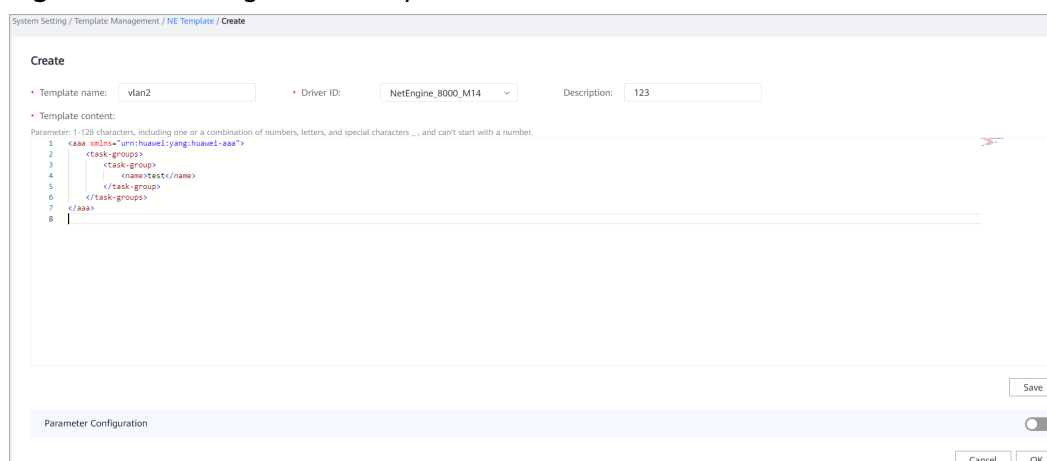 System Setting / Template Management / NE Template / Create
Create
• Template name: vlan2 • Driver ID: NetEngine_8000_M14 Description: 123
• Template content:
Parameter: 1-128 characters, including one or a combination of numbers, letters, and special characters _ , and can't start with a number.
1 <aaa xmlns="urn:huawei:yang:huawei-aaa">
2 <task-groups>
3 <task-group>
4 <name>test</name>
5 </task-group>
6 </task-groups>
7 </aaa>
8
Save
Parameter Configuration
Cancel OK